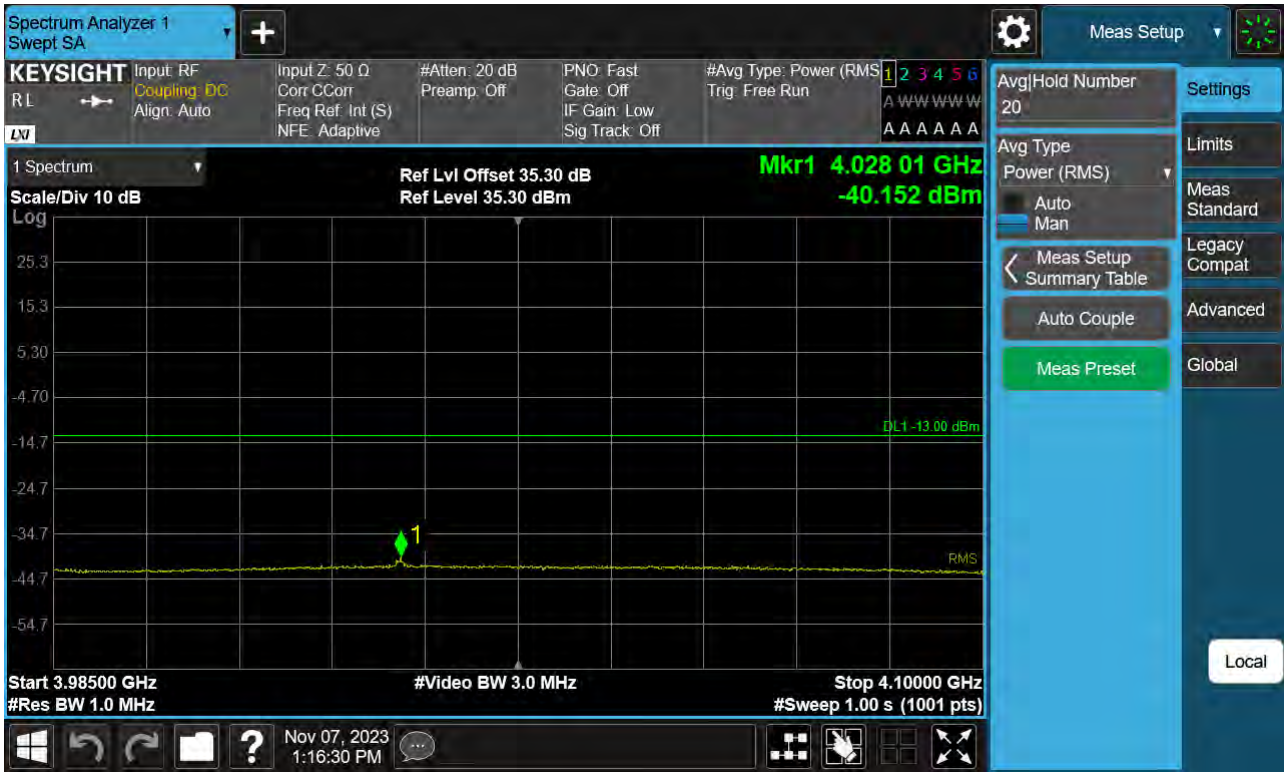 Spectrum Analyzer 1
Swept SA
+
Meas Setup
KEYSIGHT
RL
LXI
Input: RF
Coupling: DC
Align: Auto
Input Z: 50 Ω
Corr CCorr
Freq Ref: Int (S)
NFE: Adaptive
#Atten: 20 dB
Preamp: Off
PNO: Fast
Gate: Off
IF Gain: Low
Sig Track: Off
#Avg Type: Power (RMS
Trig: Free Run
1 2 3 4 5 6
A W W W W W
A A A A A A
1 Spectrum
Scale/Div 10 dB
Log
Ref Lvl Offset 35.30 dB
Ref Level 35.30 dBm
Mkr1 4.028 01 GHz
-40.152 dBm
25.3
15.3
5.30
-4.70
-14.7
-24.7
-34.7
-44.7
-54.7
DL1 -13.00 dBm
1
RMS
Start 3.98500 GHz
#Res BW 1.0 MHz
#Video BW 3.0 MHz
Stop 4.10000 GHz
#Sweep 1.00 s (1001 pts)
Avg|Hold Number
20
Avg Type
Power (RMS)
Auto
Man
Meas Setup
Summary Table
Auto Couple
Meas Preset
Settings
Limits
Meas
Standard
Legacy
Compat
Advanced
Global
Local
?
Nov 07, 2023
1:16:30 PM